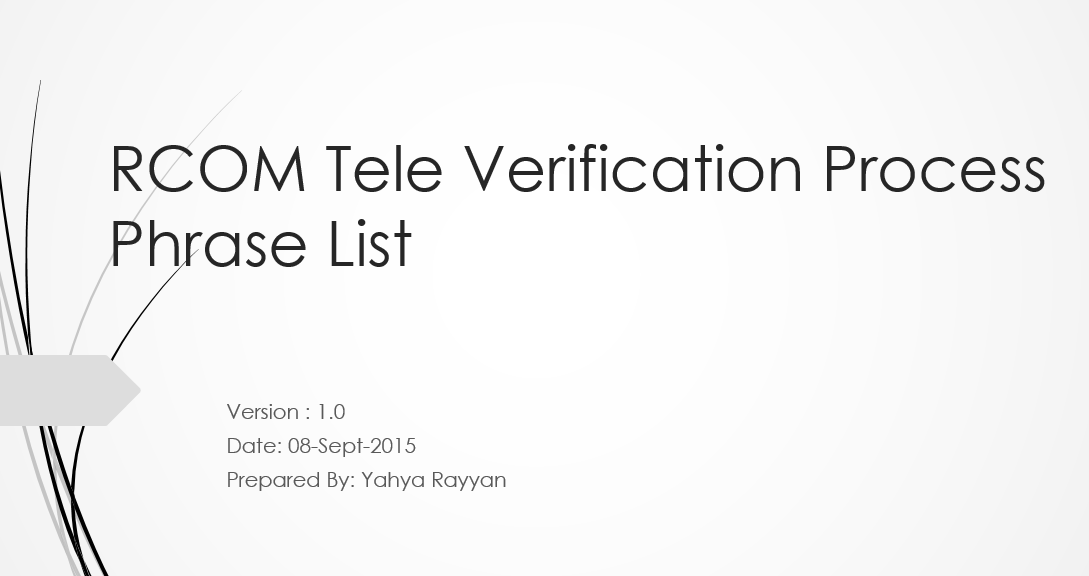 RCOM Tele Verification Process
Phrase List
Version : 1.0
Date: 08-Sept-2015
Prepared By: Yahya Rayyan